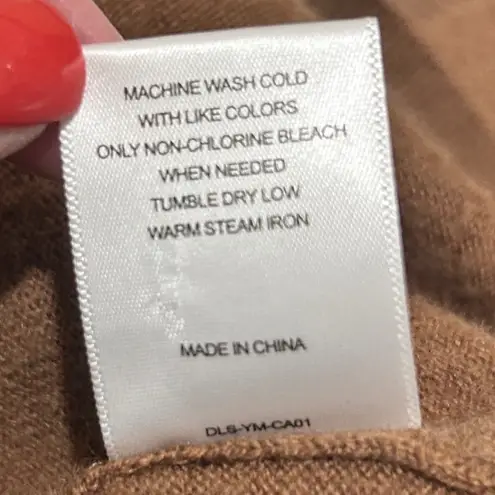 MACHINE WASH COLD
WITH LIKE COLORS
ONLY NON-CHLORINE BLEACH
WHEN NEEDED
TUMBLE DRY LOW
WARM STEAM IRON
MADE IN CHINA
DLS-YM-CA01